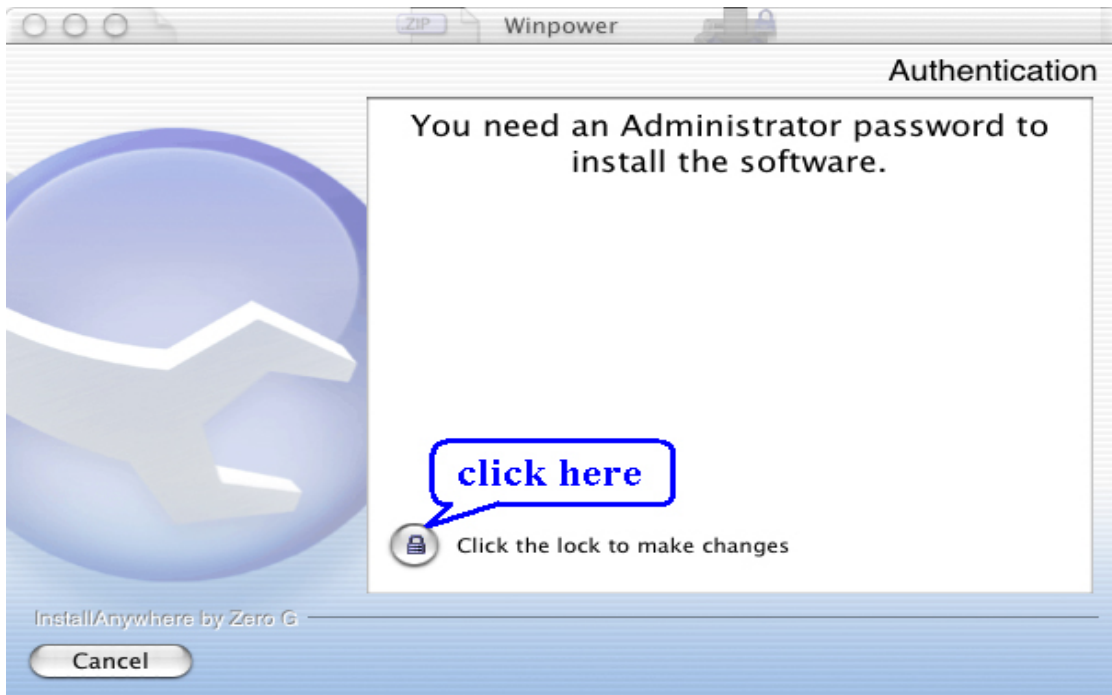 .ZIP
Winpower
Authentication
You need an Administrator password to
install the software.
click here
Click the lock to make changes
InstallAnywhere by Zero G
Cancel